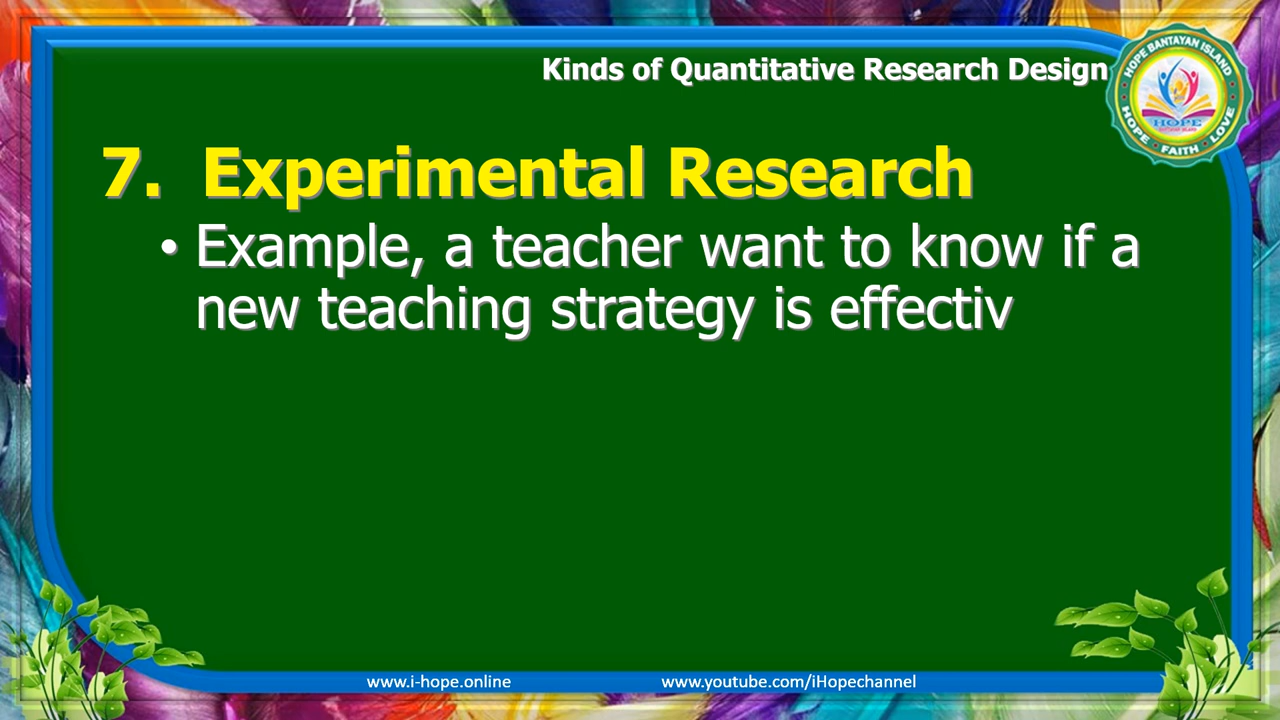 Kinds of Quantitative Research Design
HOPE BANTAYAN ISLAND
HOPE
HOPE • FAITH • LOVE
7. Experimental Research
• Example, a teacher want to know if a
new teaching strategy is effectiv
www.i-hope.online
www.youtube.com/iHopechannel